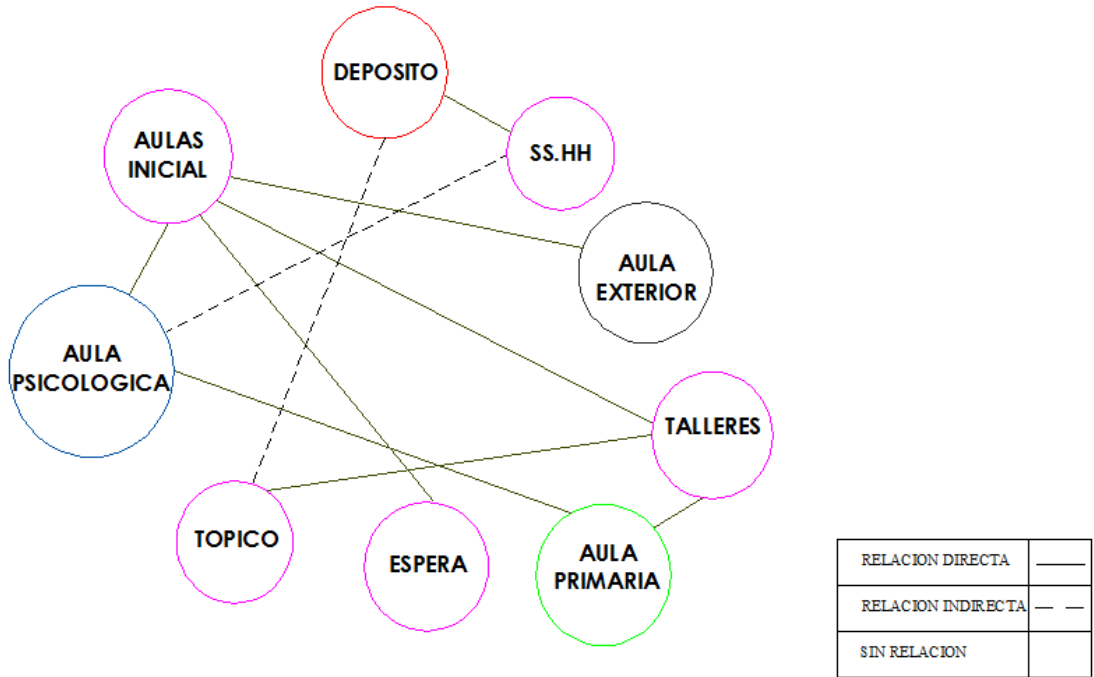 DEPOSITO
AULAS
INICIAL
SS.HH
AULA
EXTERIOR
AULA
PSICOLOGICA
TALLERES
TOPICO
ESPERA
AULA
PRIMARIA
RELACION DIRECTA
RELACION INDIRECTA
SIN RELACION